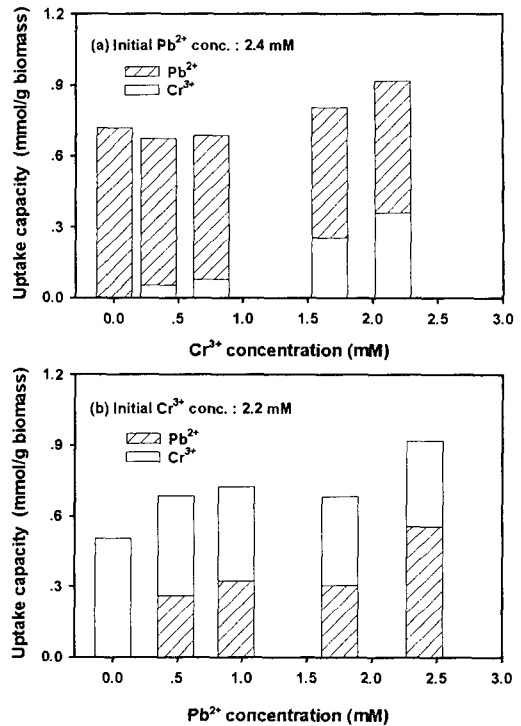 1.2
(a) Initial Pb²⁺ conc. : 2.4 mM
Pb²⁺
Cr³⁺
.9
.6
.3
0.0
Uptake capacity (mmol/g biomass)
0.0 .5 1.0 1.5 2.0 2.5 3.0
Cr³⁺ concentration (mM)
1.2
(b) Initial Cr³⁺ conc. : 2.2 mM
Pb²⁺
Cr³⁺
.9
.6
.3
0.0
Uptake capacity (mmol/g biomass)
0.0 .5 1.0 1.5 2.0 2.5 3.0
Pb²⁺ concentration (mM)